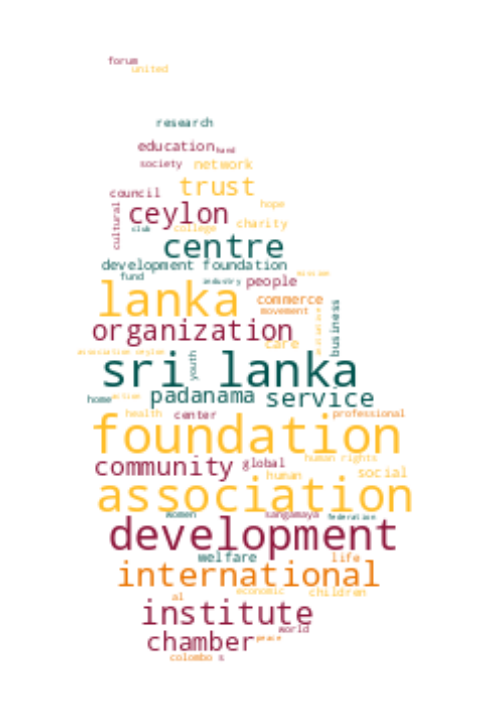 forum
united
research
education hand
society network
trust
council
cultural
ceylon
hope
club college charity
centre
development foundation
fund industry people mission
lanka commerce
movement
business
organization
care
association ceylon
sri lanka
youth
home action padanama service
health center professional
foundation
community global human rights
human social
association
women sangamaya federation
development
welfare life
international
economic children
al
institute
world
chamber peace
colombo s